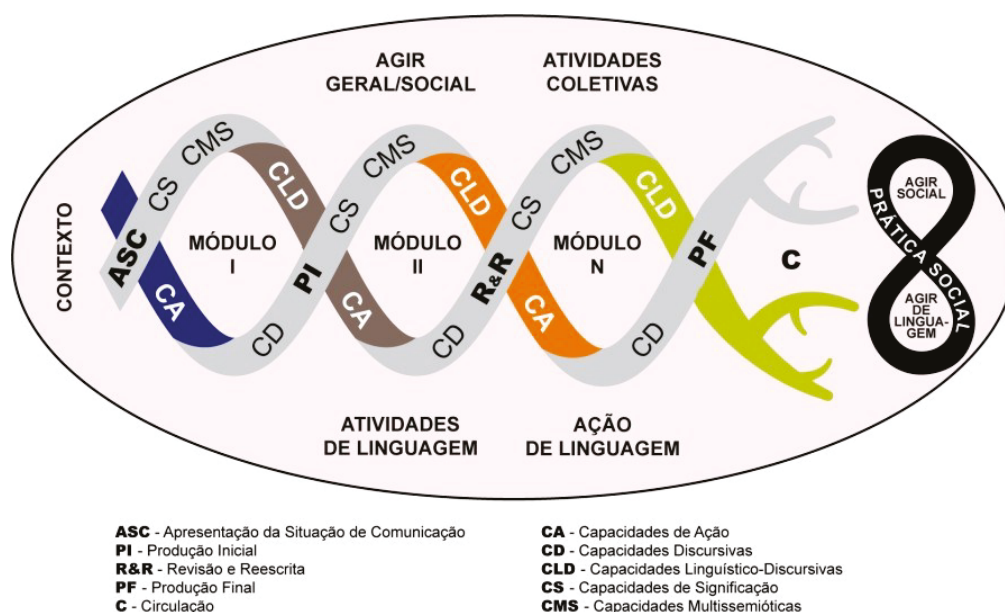 AGIR
GERAL/SOCIAL
ATIVIDADES
COLETIVAS
CONTEXTO
ASC
CS
CMS
CLD
CA
MÓDULO
I
CD
PI
CS
CMS
CLD
CA
MÓDULO
II
CD
R&R
CS
CMS
CLD
CA
MÓDULO
N
CD
PF
C
AGIR
SOCIAL
PRÁTICA SOCIAL
AGIR
DE
LINGUA-
GEM
ATIVIDADES
DE LINGUAGEM
AÇÃO
DE LINGUAGEM
ASC - Apresentação da Situação de Comunicação
PI - Produção Inicial
R&R - Revisão e Reescrita
PF - Produção Final
C - Circulação
CA - Capacidades de Ação
CD - Capacidades Discursivas
CLD - Capacidades Linguístico-Discursivas
CS - Capacidades de Significação
CMS - Capacidades Multissemióticas